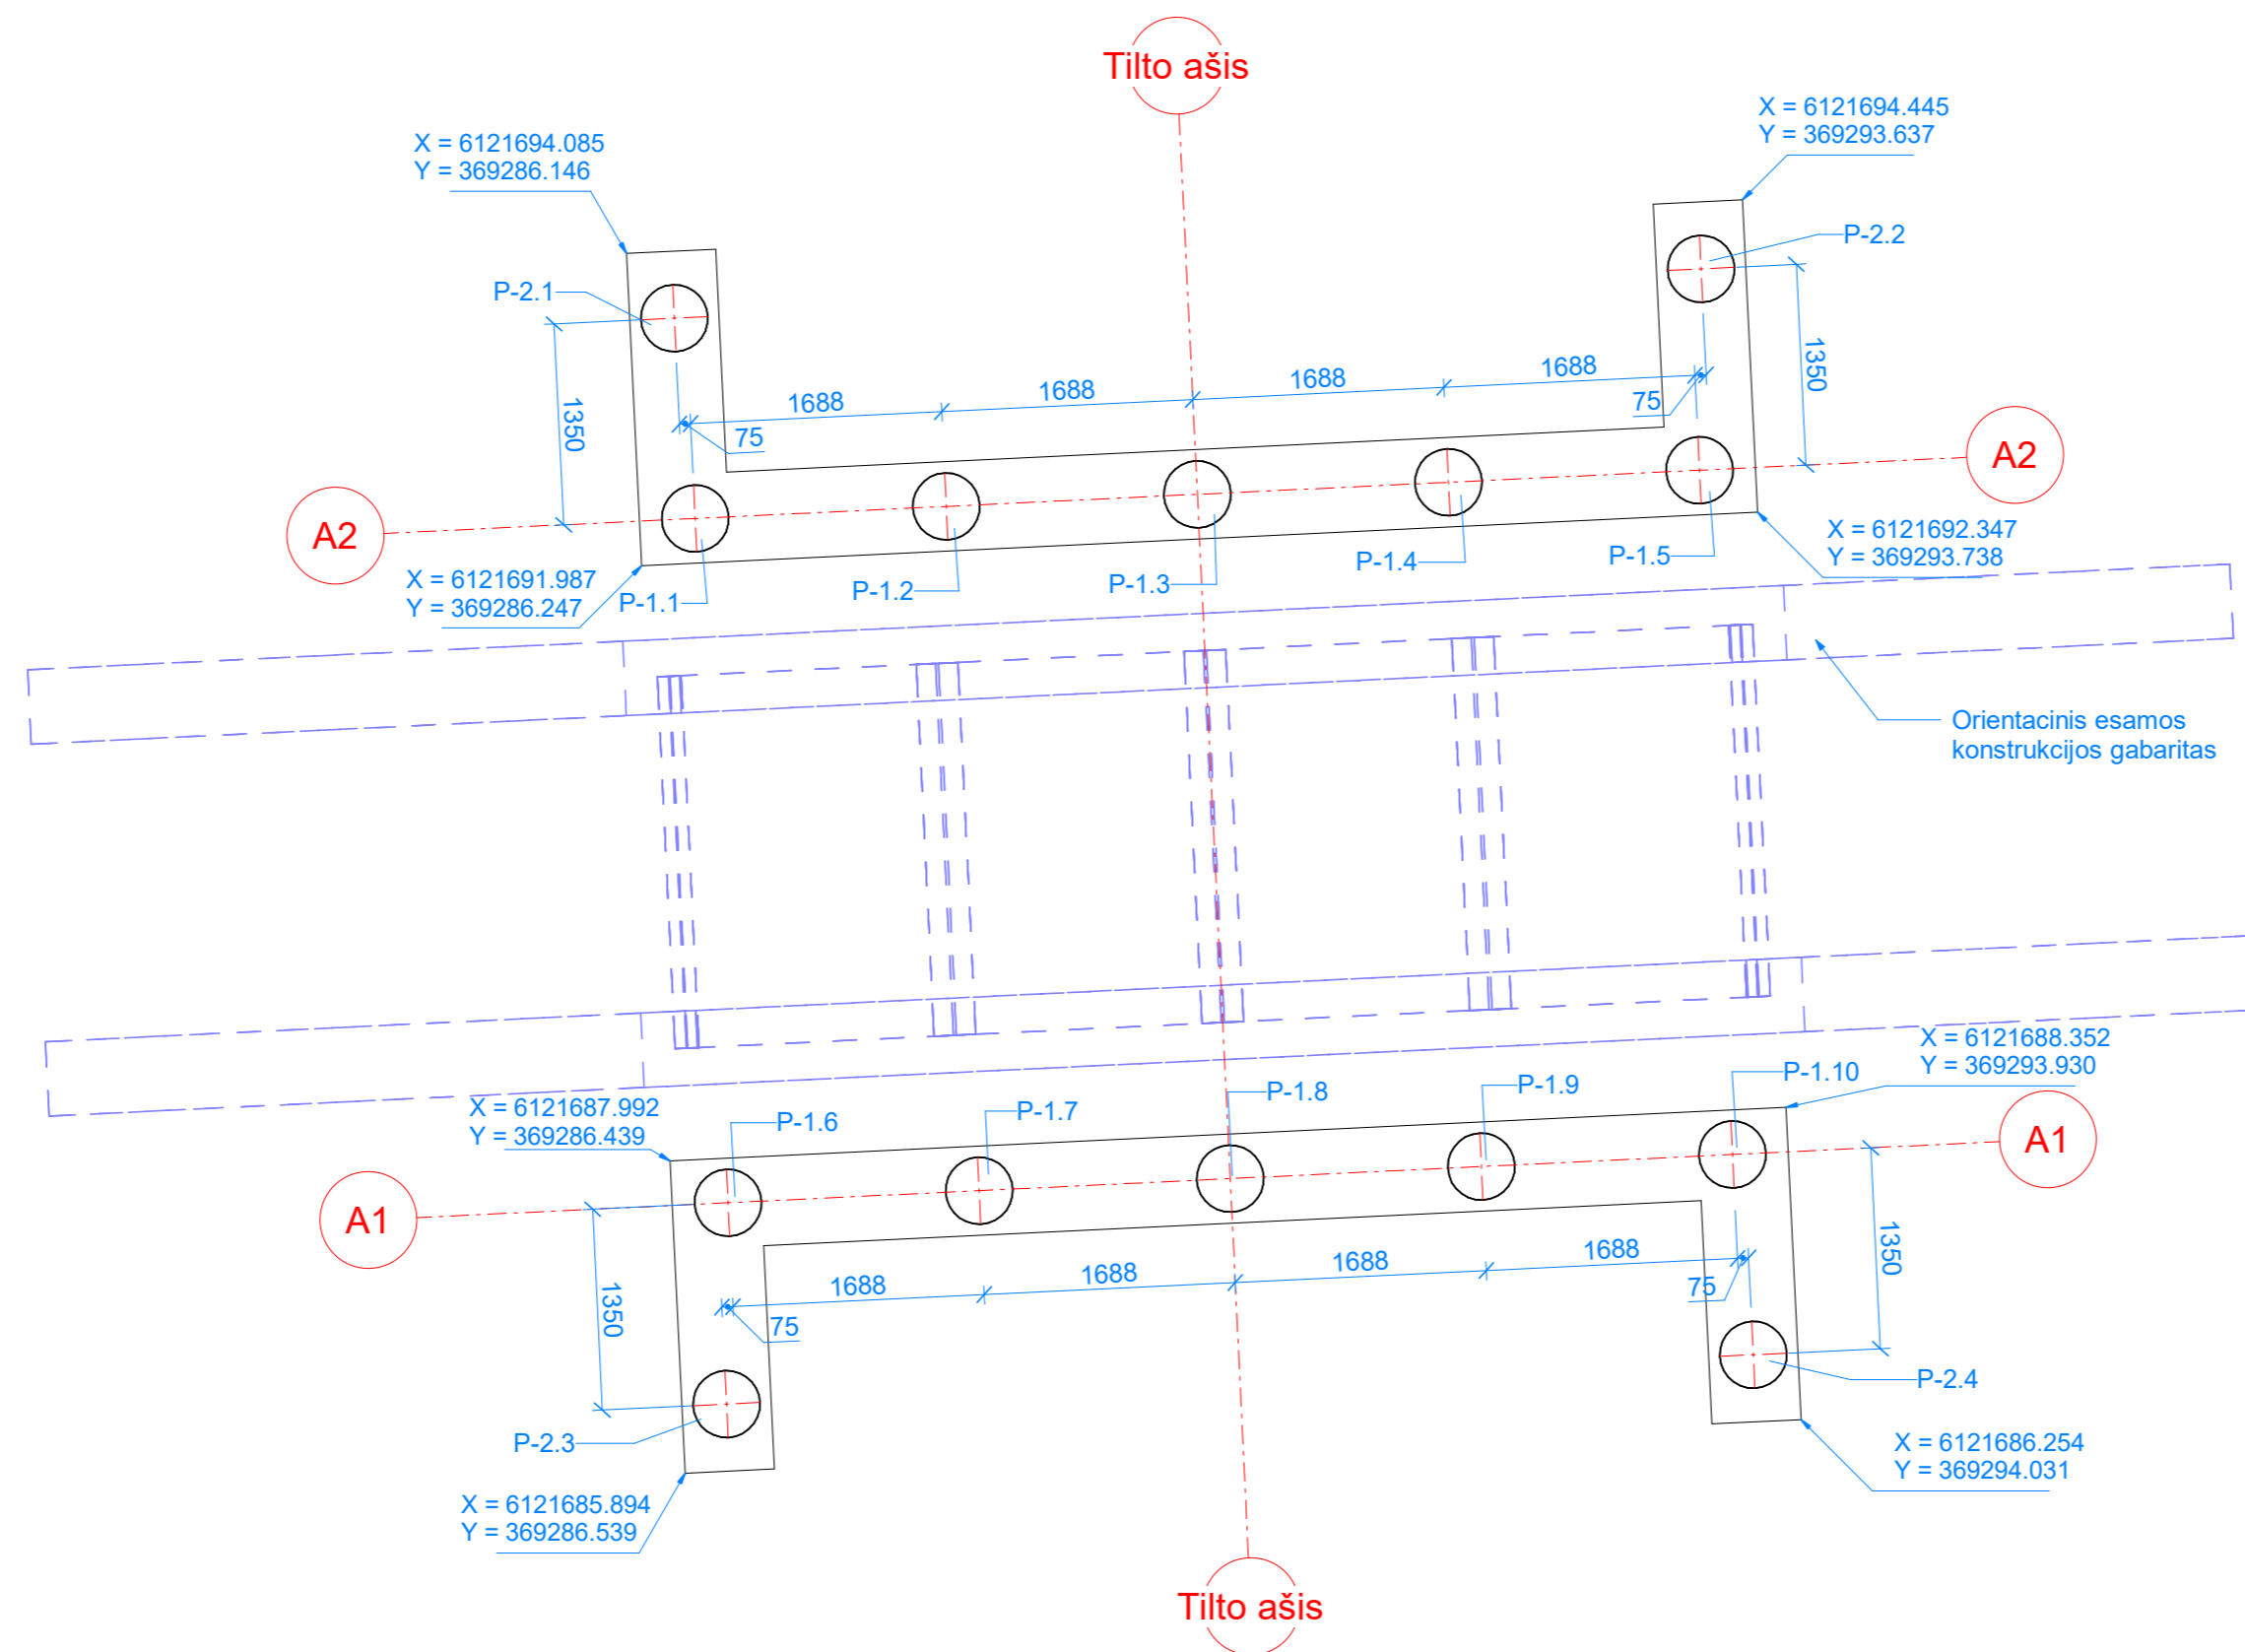 Tilto ašis
X = 6121694.445
Y = 369293.637
X = 6121694.085
Y = 369286.146
P-2.2
P-2.1
1350
1688
1688
1688
1688
75
75
1350
A2
A2
X = 6121692.347
Y = 369293.738
P-1.5
P-1.4
P-1.3
P-1.2
P-1.1
X = 6121691.987
Y = 369286.247
Orientacinis esamos
konstrukcijos gabaritas
X = 6121688.352
Y = 369293.930
P-1.10
P-1.9
P-1.8
P-1.7
P-1.6
X = 6121687.992
Y = 369286.439
A1
A1
1350
1688
1688
1688
1688
75
75
1350
P-2.4
P-2.3
X = 6121686.254
Y = 369294.031
X = 6121685.894
Y = 369286.539
Tilto ašis